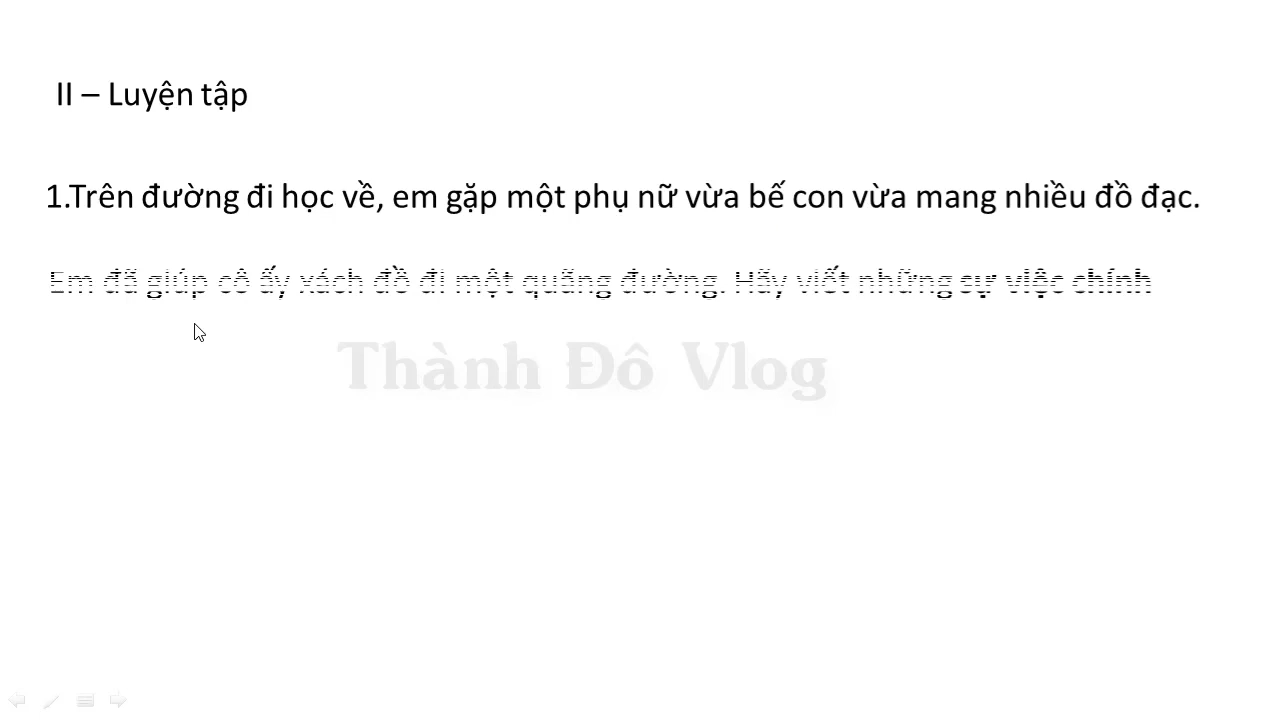 II – Luyện tập
1.Trên đường đi học về, em gặp một phụ nữ vừa bế con vừa mang nhiều đồ đạc.
Em đã giúp cô ấy xách đồ đi một quãng đường. Hãy viết những sự việc chính
Thành Đô Vlog